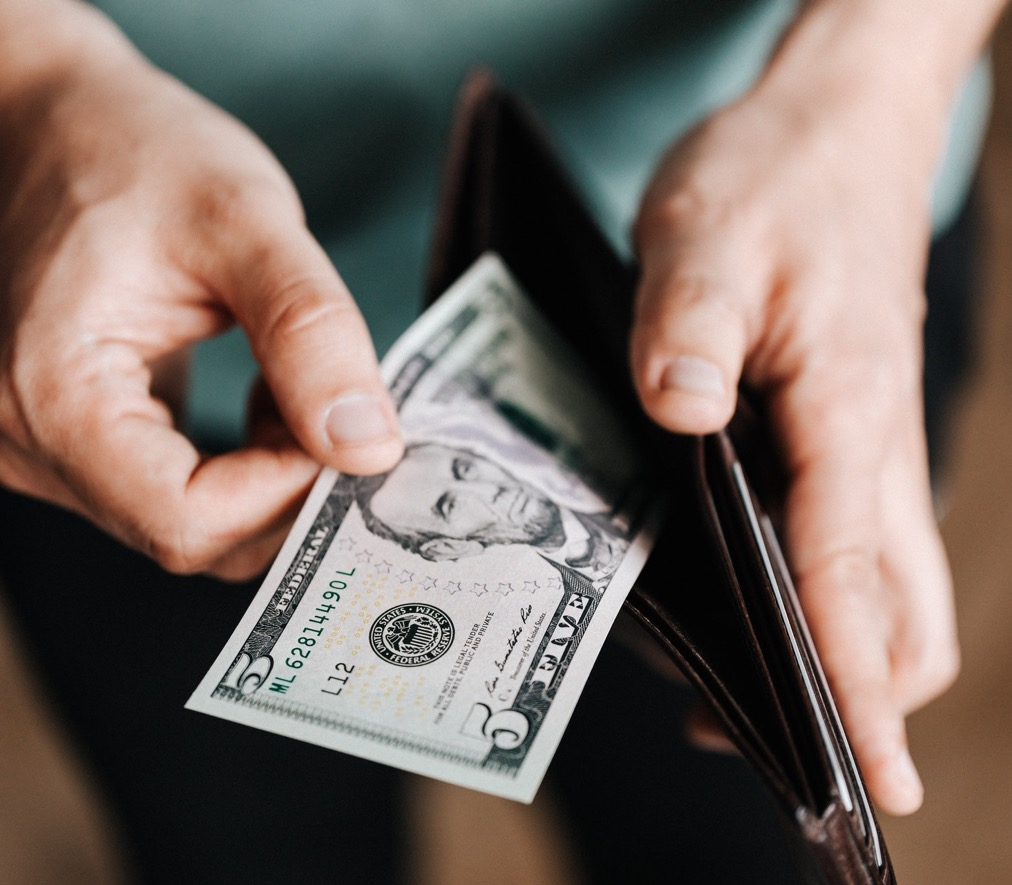 FEDERAL
5
ML 62814490 L
L12
UNITED STATES
FEDERAL RESERVE
SYSTEM
THIS NOTE IS LEGAL TENDER
FOR ALL DEBTS, PUBLIC AND PRIVATE
Treasurer of the United States.
FIVE
5